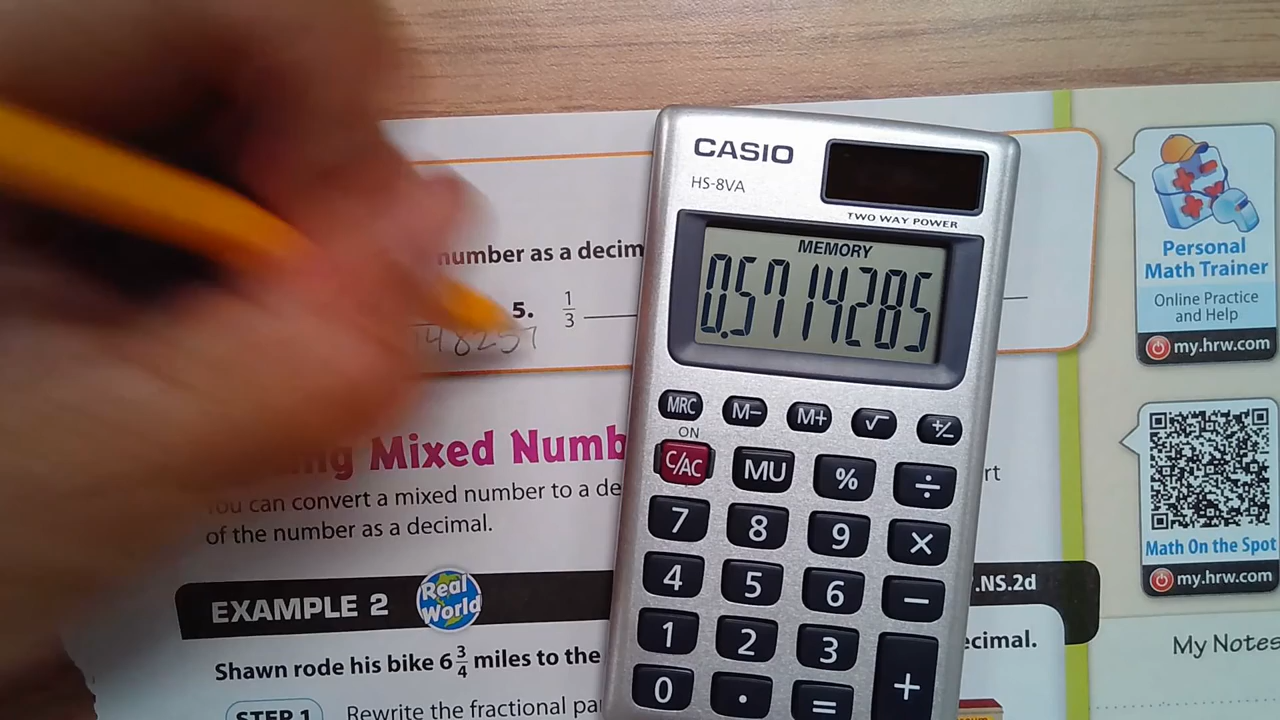 CASIO
HS-8VA
TWO WAY POWER
MEMORY
0.5714285
MRC
M-
M+
√
+/-
ON
C/AC
MU
%
÷
7
8
9
×
4
5
6
−
1
2
3
+
0
.
=
number as a decim
5. 1/3
48257
Mixed Numb
can convert a mixed number to a de
of the number as a decimal.
EXAMPLE 2
Real
World
.NS.2d
Shawn rode his bike 6 3/4 miles to the
ecimal.
STEP 1
Rewrite the fractional pa
Personal
Math Trainer
Online Practice
and Help
my.hrw.com
Math On the Spot
my.hrw.com
My Notes